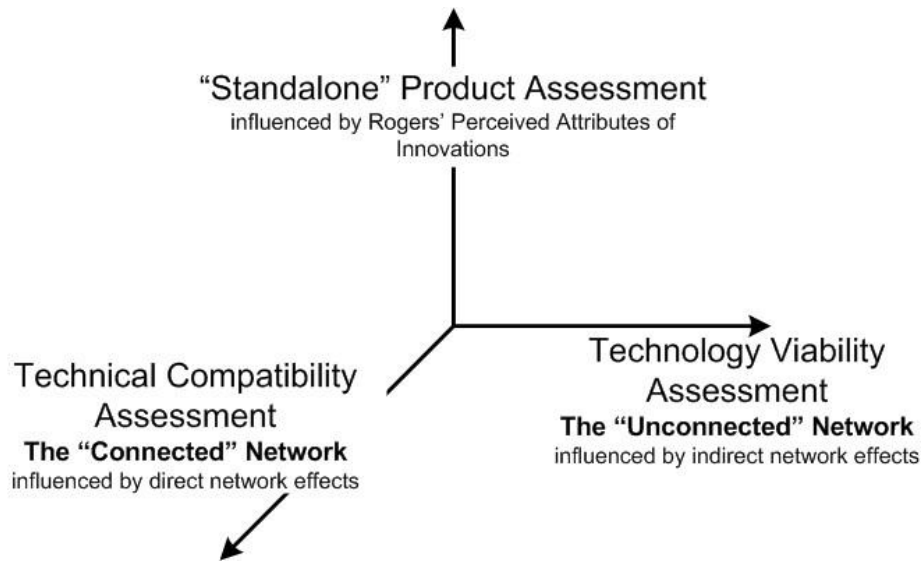 “Standalone” Product Assessment
influenced by Rogers’ Perceived Attributes of
Innovations
Technical Compatibility
Assessment
The “Connected” Network
influenced by direct network effects
Technology Viability
Assessment
The “Unconnected” Network
influenced by indirect network effects